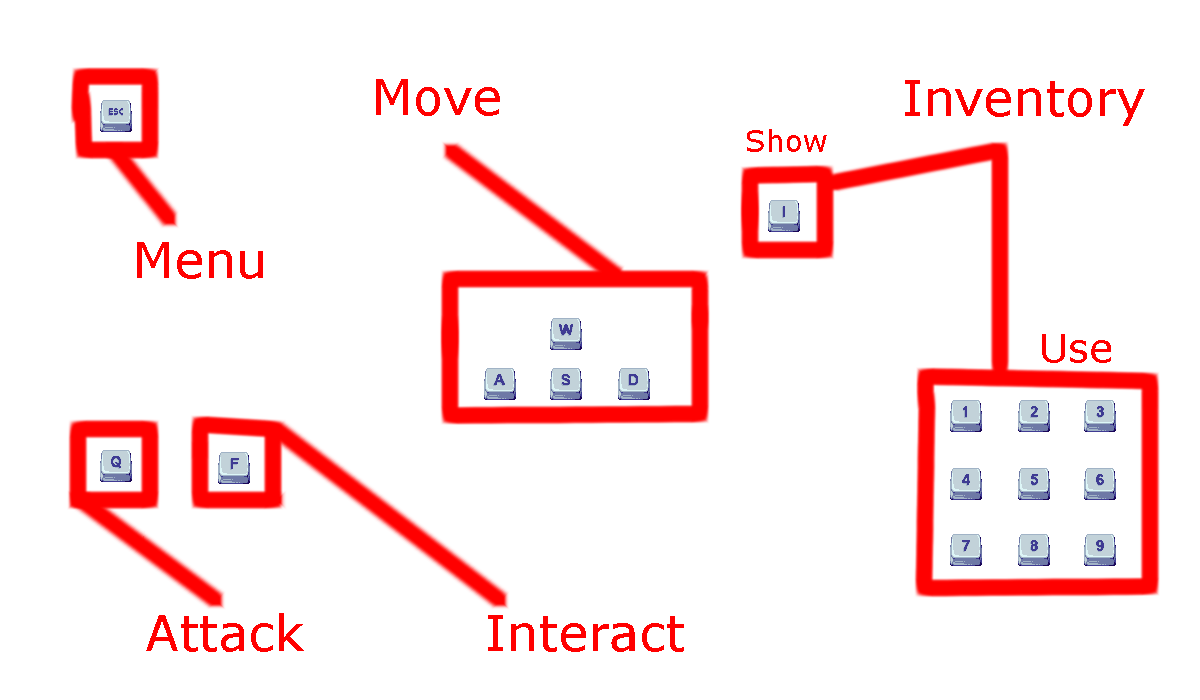 ESC
Menu
Move
W
A S D
Show
I
Inventory
Use
1 2 3
4 5 6
7 8 9
Q
F
Attack
Interact